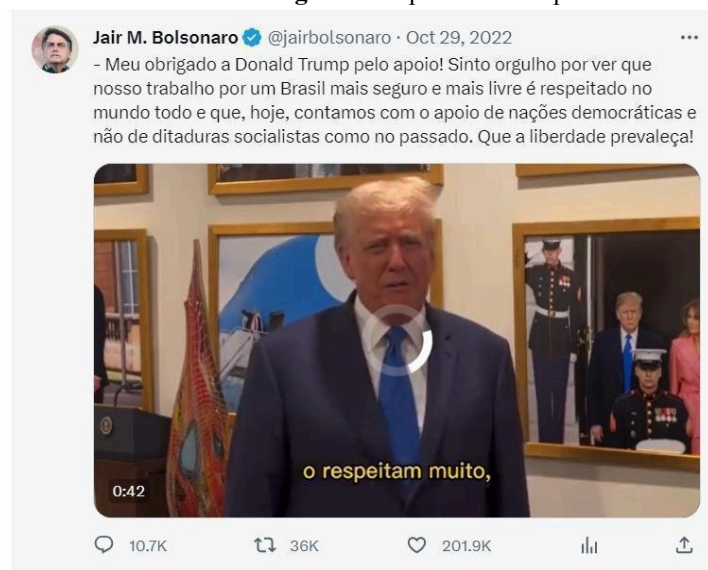 Jair M. Bolsonaro @jairbolsonaro · Oct 29, 2022
- Meu obrigado a Donald Trump pelo apoio! Sinto orgulho por ver que
nosso trabalho por um Brasil mais seguro e mais livre é respeitado no
mundo todo e que, hoje, contamos com o apoio de nações democráticas e
não de ditaduras socialistas como no passado. Que a liberdade prevaleça!
o respeitam muito,
0:42
10.7K 36K 201.9K